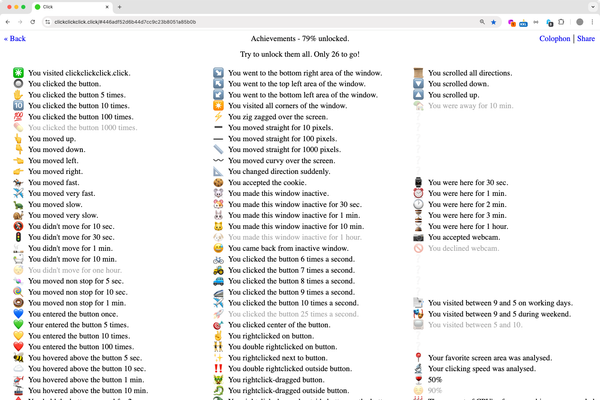 Click
clickclickclick.click/#446adf52d6b44d7cc9c23b8051a85b0b
« Back
Achievements - 79% unlocked.
Colophon | Share
Try to unlock them all. Only 26 to go!
You visited clickclickclick.click.
You clicked the button.
You clicked the button 5 times.
You clicked the button 10 times.
You clicked the button 100 times.
You clicked the button 1000 times.
You moved up.
You moved down.
You moved left.
You moved right.
You moved fast.
You moved very fast.
You moved slow.
You moved very slow.
You didn't move for 10 sec.
You didn't move for 30 sec.
You didn't move for 1 min.
You didn't move for 10 min.
You didn't move for one hour.
You moved non stop for 5 sec.
You moved non stop for 10 sec.
You moved non stop for 1 min.
You entered the button once.
Your entered the button 5 times.
You entered the button 10 times.
You entered the button 100 times.
You hovered above the button 5 sec.
You hovered above the button 10 sec.
You hovered above the button 1 min.
You hovered above the button 10 min.
You went to the bottom right area of the window.
You went to the top left area of the window.
You went to the bottom left area of the window.
You visited all corners of the window.
You zig zagged over the screen.
You moved straight for 10 pixels.
You moved straight for 100 pixels.
You moved straight for 1000 pixels.
You moved curvy over the screen.
You changed direction suddenly.
You accepted the cookie.
You made this window inactive.
You made this window inactive for 30 sec.
You made this window inactive for 1 min.
You made this window inactive for 10 min.
You made this window inactive for 1 hour.
You came back from inactive window.
You clicked the button 6 times a second.
You clicked the button 7 times a second.
You clicked the button 8 times a second.
You clicked the button 9 times a second.
You clicked the button 10 times a second.
You clicked the button 25 times a second.
You clicked center of the button.
You rightclicked on button.
You double rightclicked on button.
You rightclicked next to button.
You double rightclicked outside button.
You rightclick-dragged button.
You rightclick-dragged outside button.
You scrolled all directions.
You scrolled down.
You scrolled up.
You were away for 10 min.
You were here for 30 sec.
You were here for 1 min.
You were here for 2 min.
You were here for 3 min.
You were here for 1 hour.
You accepted webcam.
You declined webcam.
You visited between 9 and 5 on working days.
You visited between 9 and 5 during weekend.
You visited between 5 and 10.
Your favorite screen area was analysed.
Your clicking speed was analysed.
50%
90%